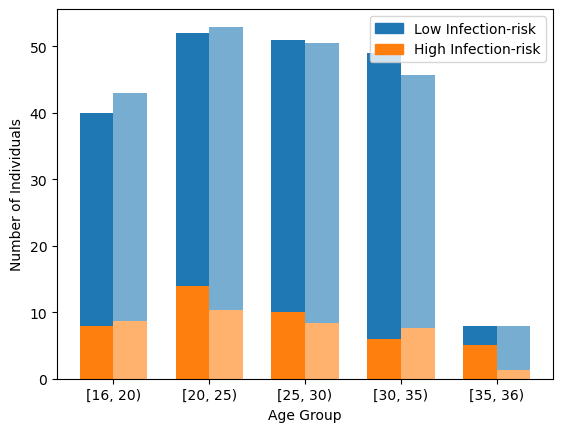 Low Infection-risk
High Infection-risk
Number of Individuals
50
40
30
20
10
0
[16, 20)
[20, 25)
[25, 30)
[30, 35)
[35, 36)
Age Group